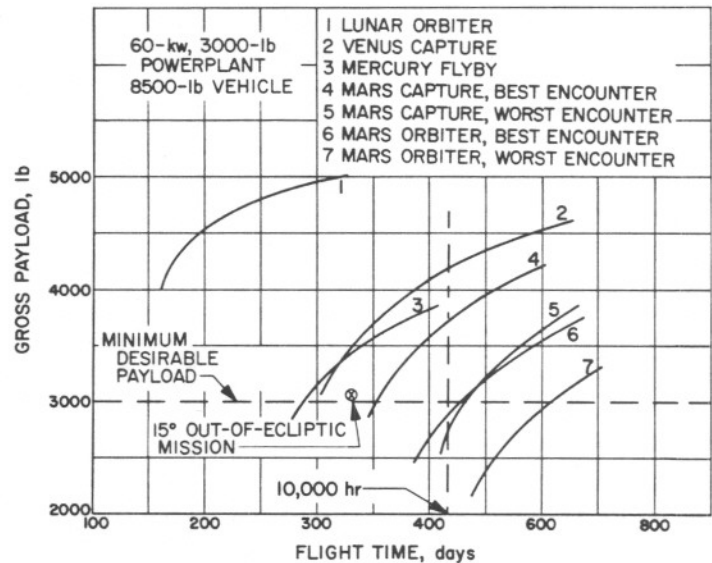 60-kw, 3000-lb
POWERPLANT
8500-lb VEHICLE
1 LUNAR ORBITER
2 VENUS CAPTURE
3 MERCURY FLYBY
4 MARS CAPTURE, BEST ENCOUNTER
5 MARS CAPTURE, WORST ENCOUNTER
6 MARS ORBITER, BEST ENCOUNTER
7 MARS ORBITER, WORST ENCOUNTER
GROSS PAYLOAD, lb
5000
4000
3000
2000
1
2
3
4
5
6
7
MINIMUM
DESIRABLE
PAYLOAD
15° OUT-OF-ECLIPTIC
MISSION
10,000 hr
100 200 300 400 600 800
FLIGHT TIME, days